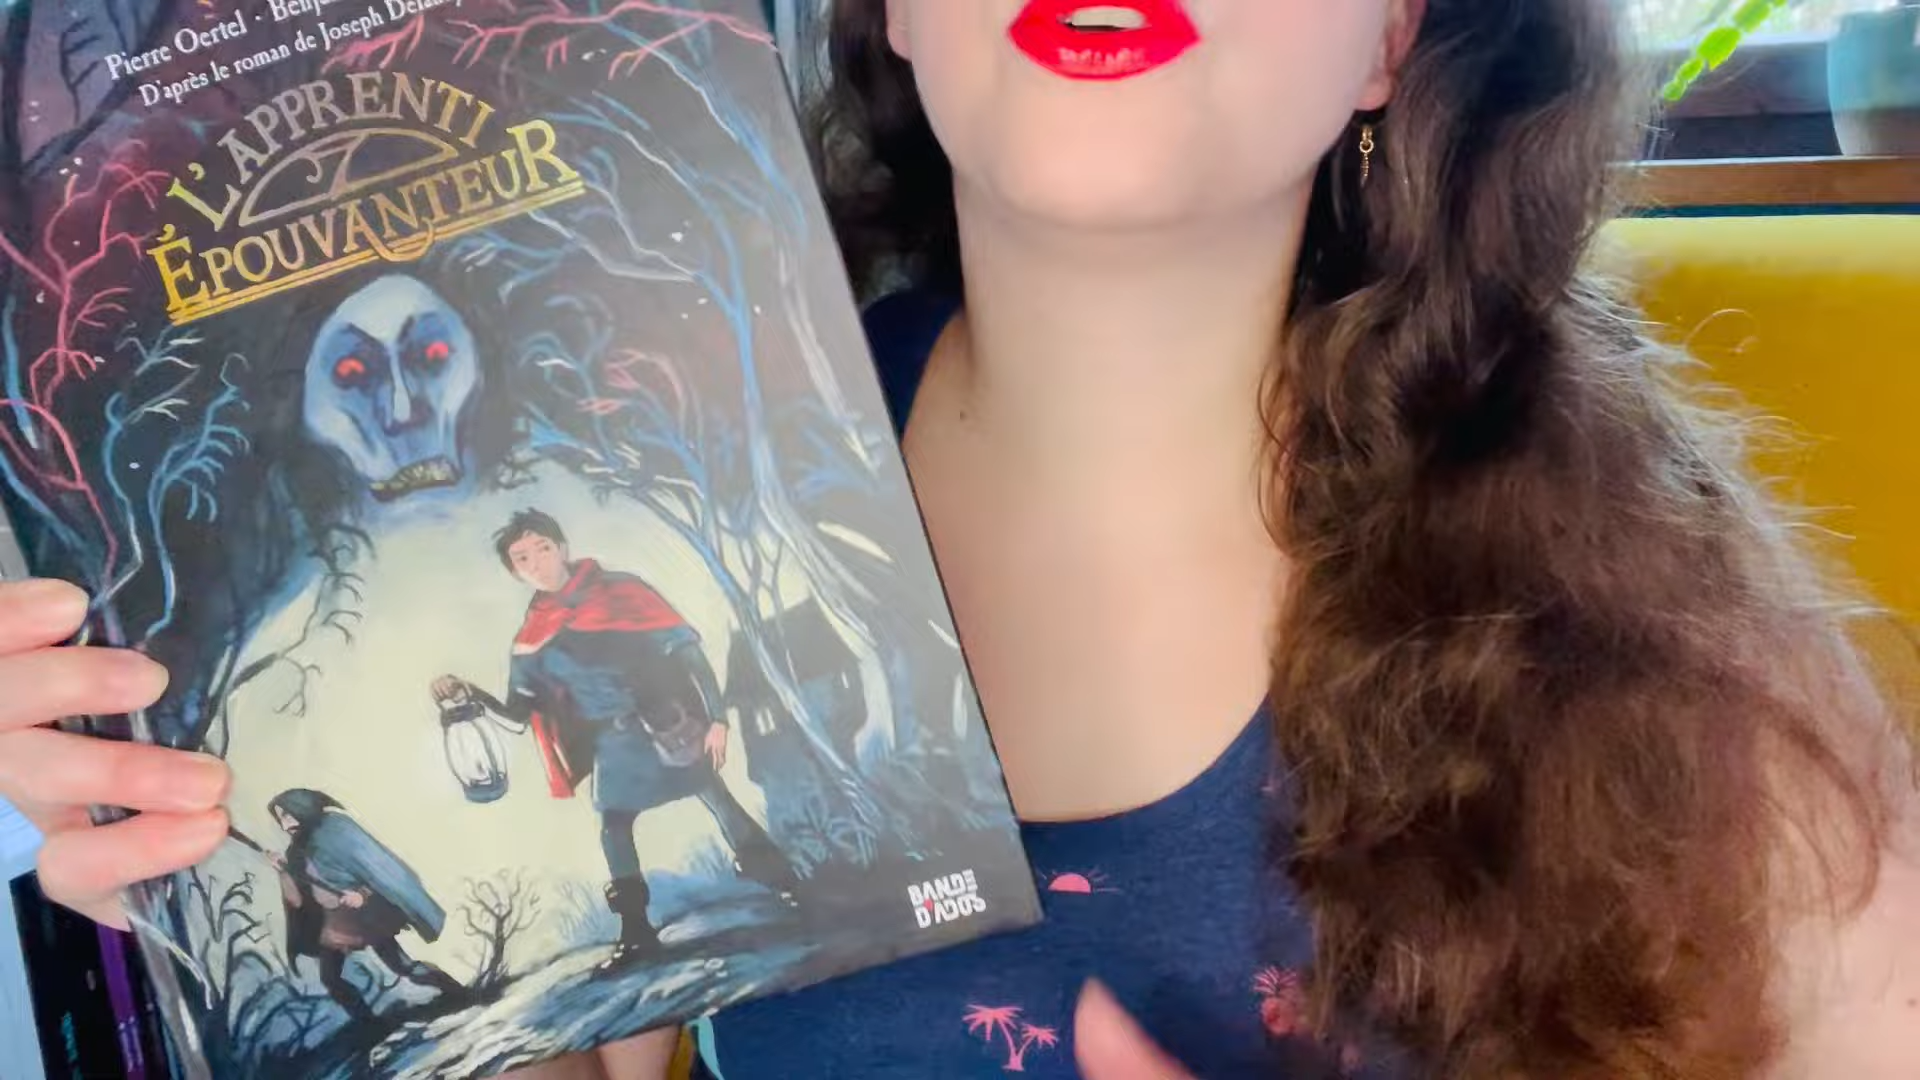 Pierre Oertel ·
D'après le roman de Joseph
L'APPRENTI
ÉPOUVANTEUR
BANDE
D'ADOS